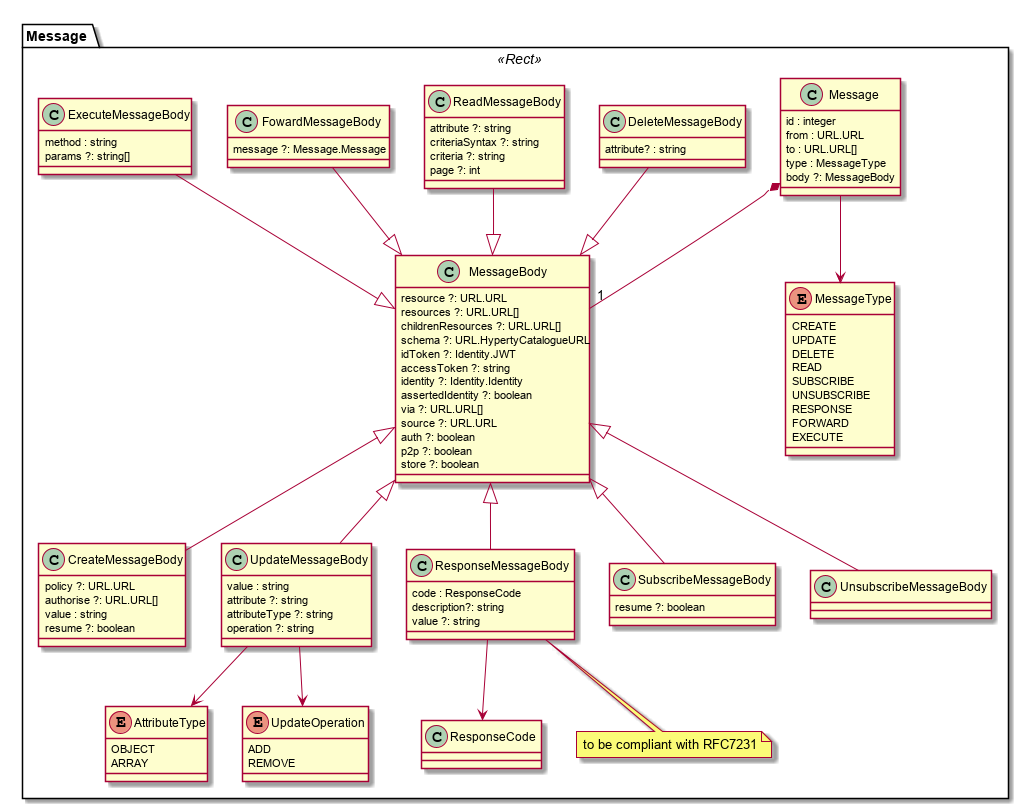 Message
«Rect»
C ExecuteMessageBody
method : string
params ?: string[]
C FowardMessageBody
message ?: Message.Message
C ReadMessageBody
attribute ?: string
criteriaSyntax ?: string
criteria ?: string
page ?: int
C DeleteMessageBody
attribute? : string
C Message
id : integer
from : URL.URL
to : URL.URL[]
type : MessageType
body ?: MessageBody
C MessageBody
resource ?: URL.URL
resources ?: URL.URL[]
childrenResources ?: URL.URL[]
schema ?: URL.HypertyCatalogueURL
idToken ?: Identity.JWT
accessToken ?: string
identity ?: Identity.Identity
assertedIdentity ?: boolean
via ?: URL.URL[]
source ?: URL.URL
auth ?: boolean
p2p ?: boolean
store ?: boolean
1
E MessageType
CREATE
UPDATE
DELETE
READ
SUBSCRIBE
UNSUBSCRIBE
RESPONSE
FORWARD
EXECUTE
C CreateMessageBody
policy ?: URL.URL
authorise ?: URL.URL[]
value : string
resume ?: boolean
C UpdateMessageBody
value : string
attribute ?: string
attributeType ?: string
operation ?: string
C ResponseMessageBody
code : ResponseCode
description?: string
value ?: string
C SubscribeMessageBody
resume ?: boolean
C UnsubscribeMessageBody
E AttributeType
OBJECT
ARRAY
E UpdateOperation
ADD
REMOVE
C ResponseCode
to be compliant with RFC7231